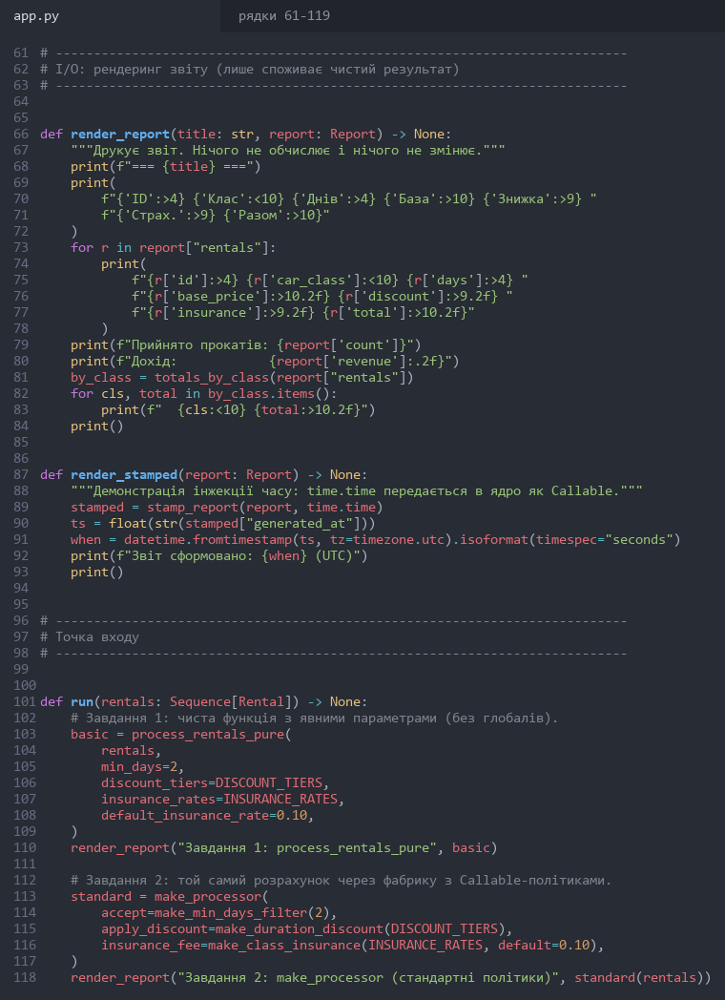 app.py
рядки 61-119
61 # ---------------------------------------------------------------------------
62 # I/O: рендеринг звіту (лише споживає чистий результат)
63 # ---------------------------------------------------------------------------
64
65
66 def render_report(title: str, report: Report) -> None:
67     """Друкує звіт. Нічого не обчислює і нічого не змінює."""
68     print(f"=== {title} ===")
69     print(
70         f"{'ID':>4} {'Клас':<10} {'Днів':>4} {'База':>10} {'Знижка':>9} "
71         f"{'Страх.':>9} {'Разом':>10}"
72     )
73     for r in report["rentals"]:
74         print(
75             f"{r['id']:>4} {r['car_class']:<10} {r['days']:>4} "
76             f"{r['base_price']:>10.2f} {r['discount']:>9.2f} "
77             f"{r['insurance']:>9.2f} {r['total']:>10.2f}"
78         )
79     print(f"Прийнято прокатів: {report['count']}")
80     print(f"Дохід:            {report['revenue']:.2f}")
81     by_class = totals_by_class(report["rentals"])
82     for cls, total in by_class.items():
83         print(f"  {cls:<10} {total:>10.2f}")
84     print()
85
86
87 def render_stamped(report: Report) -> None:
88     """Демонстрація інжекції часу: time.time передається в ядро як Callable."""
89     stamped = stamp_report(report, time.time)
90     ts = float(str(stamped["generated_at"]))
91     when = datetime.fromtimestamp(ts, tz=timezone.utc).isoformat(timespec="seconds")
92     print(f"Звіт сформовано: {when} (UTC)")
93     print()
94
95
96 # ---------------------------------------------------------------------------
97 # Точка входу
98 # ---------------------------------------------------------------------------
99
100
101 def run(rentals: Sequence[Rental]) -> None:
102     # Завдання 1: чиста функція з явними параметрами (без глобалів).
103     basic = process_rentals_pure(
104         rentals,
105         min_days=2,
106         discount_tiers=DISCOUNT_TIERS,
107         insurance_rates=INSURANCE_RATES,
108         default_insurance_rate=0.10,
109     )
110     render_report("Завдання 1: process_rentals_pure", basic)
111
112     # Завдання 2: той самий розрахунок через фабрику з Callable-політиками.
113     standard = make_processor(
114         accept=make_min_days_filter(2),
115         apply_discount=make_duration_discount(DISCOUNT_TIERS),
116         insurance_fee=make_class_insurance(INSURANCE_RATES, default=0.10),
117     )
118     render_report("Завдання 2: make_processor (стандартні політики)", standard(rentals))